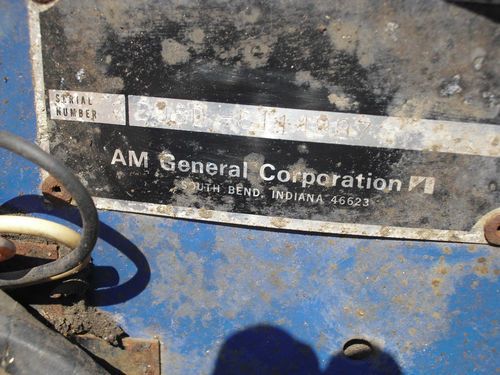 SERIAL
NUMBER
AM General Corporation
SOUTH BEND, INDIANA 46623